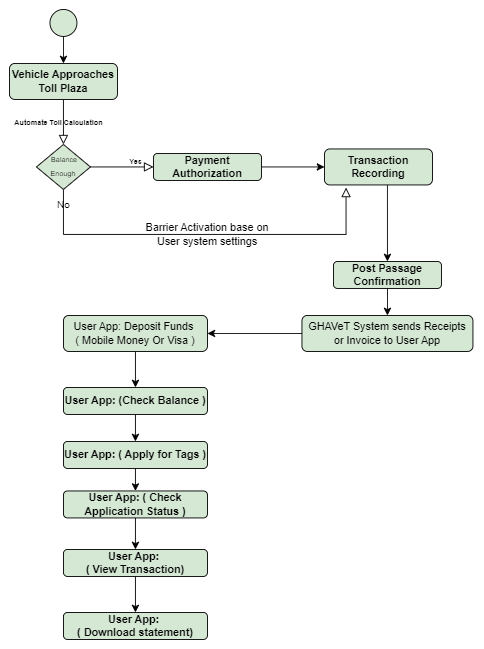 Vehicle Approaches
Toll Plaza
Automate Toll Calculation
Balance
Enough
Yes
Payment
Authorization
Transaction
Recording
No
Barrier Activation base on
User system settings
Post Passage
Confirmation
User App: Deposit Funds
( Mobile Money Or Visa )
GHAVeT System sends Receipts
or Invoice to User App
User App: (Check Balance )
User App: ( Apply for Tags )
User App: ( Check
Application Status )
User App:
( View Transaction)
User App:
( Download statement)